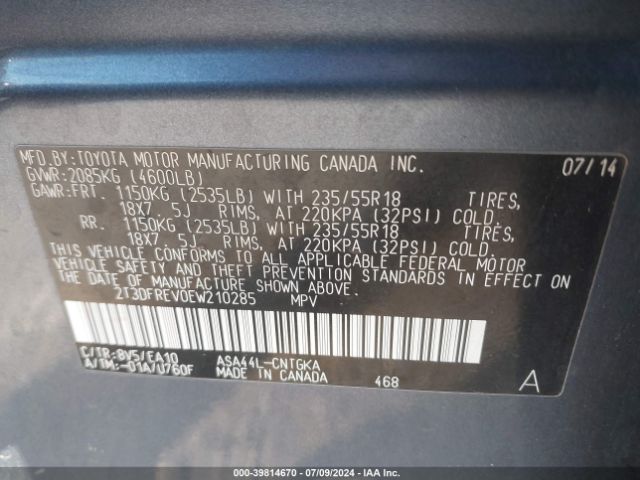 MFD.BY:TOYOTA MOTOR MANUFACTURING CANADA INC. 07/14
GVWR:2085KG (4600LB)
GAWR:FRT. 1150KG (2535LB) WITH 235/55R18 TIRES,
18X7.5J RIMS, AT 220KPA (32PSI) COLD.
RR. 1150KG (2535LB) WITH 235/55R18 TIRES,
18X7.5J RIMS, AT 220KPA (32PSI) COLD.
THIS VEHICLE CONFORMS TO ALL APPLICABLE FEDERAL MOTOR
VEHICLE SAFETY AND THEFT PREVENTION STANDARDS IN EFFECT ON
THE DATE OF MANUFACTURE SHOWN ABOVE.
2T3DFREV0EW210285 MPV
C/TR:8V5/EA10 ASA44L-CNTGKA
A/TM:-01A/U760F MADE IN CANADA 468 A
000-39814670 / 07/09/2024 - IAA Inc.